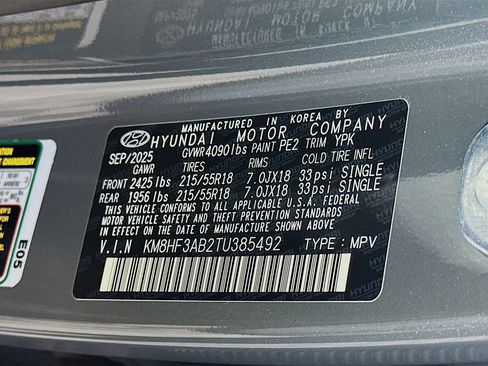 MANUFACTURED IN KOREA BY
HYUNDAI MOTOR COMPANY
SEP/2025 GVWR4090lbs PAINT PE2 TRIM YPK
GAWR TIRES RIMS COLD TIRE INFL
FRONT 2425 lbs 215/55R18 7.0JX18 33psi SINGLE
REAR 1956 lbs 215/55R18 7.0JX18 33psi SINGLE
THIS VEHICLE CONFORMS TO ALL APPLICABLE U.S.A. FEDERAL
MOTOR VEHICLE SAFETY AND THEFT PREVENTION STANDARDS
IN EFFECT ON THE DATE OF MANUFACTURE SHOWN ABOVE.
V.I.N KM8HF3AB2TU385492 TYPE: MPV
E05